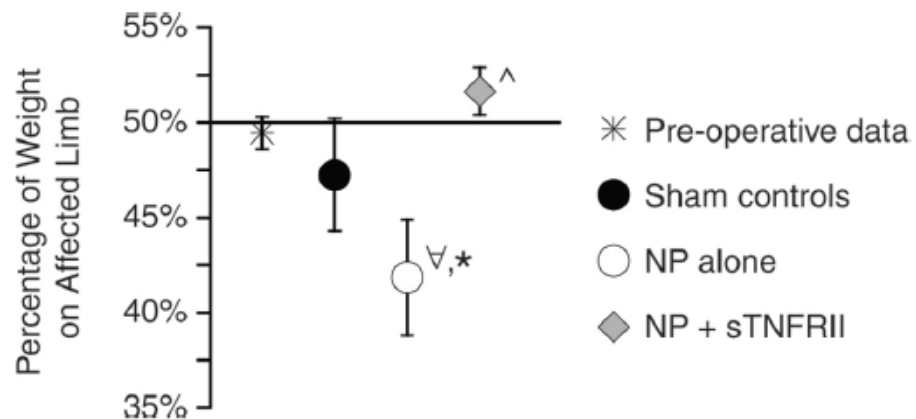 Percentage of Weight
on Affected Limb
55%
50%
45%
40%
35%
^
∀,*
Pre-operative data
Sham controls
NP alone
NP + sTNFRII